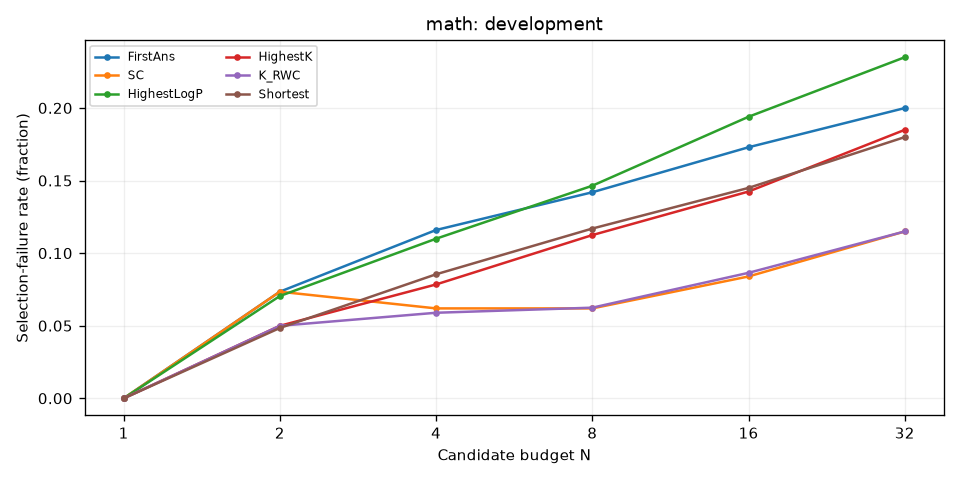 math: development
FirstAns
SC
HighestLogP
HighestK
K_RWC
Shortest
Selection-failure rate (fraction)
0.20
0.15
0.10
0.05
0.00
1 2 4 8 16 32
Candidate budget N